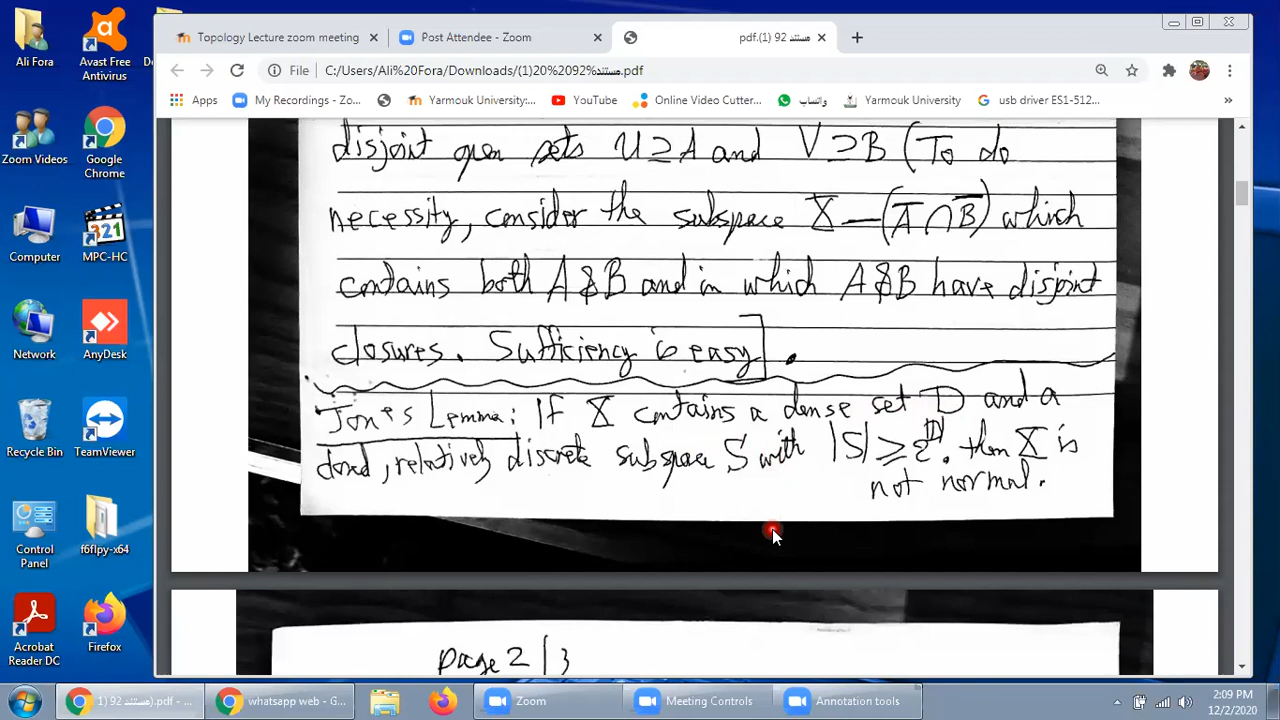 Topology Lecture zoom meeting
Post Attendee - Zoom
pdf.(1) 92 مستند
File
C:/Users/Ali%20Fora/Downloads/(1)%20%2092مستند.pdf
Apps
My Recordings - Zo...
Yarmouk University:...
YouTube
Online Video Cutter...
واتساب
Yarmouk University
usb driver ES1-512...
»
Ali Fora
Avast Free Antivirus
Zoom Videos
Google Chrome
Computer
MPC-HC
Network
AnyDesk
Recycle Bin
TeamViewer
Control Panel
f6flpy-x64
Acrobat Reader DC
Firefox
disjoint open sets U⊇A and V⊇B (To do
necessity, consider the subspace X—(A̅∩B̅) which
contains both A&B and in which A&B have disjoint
closures. Sufficiency is easy].
Jones Lemma: If X contains a dense set D and a
closed, relatively discrete subspace S with |S|≥2^|D|. then X is
not normal.
page 2 | 3
1) 92 مستند.pdf - ...
whatsapp web - G...
Zoom
Meeting Controls
Annotation tools
2:09 PM
12/2/2020